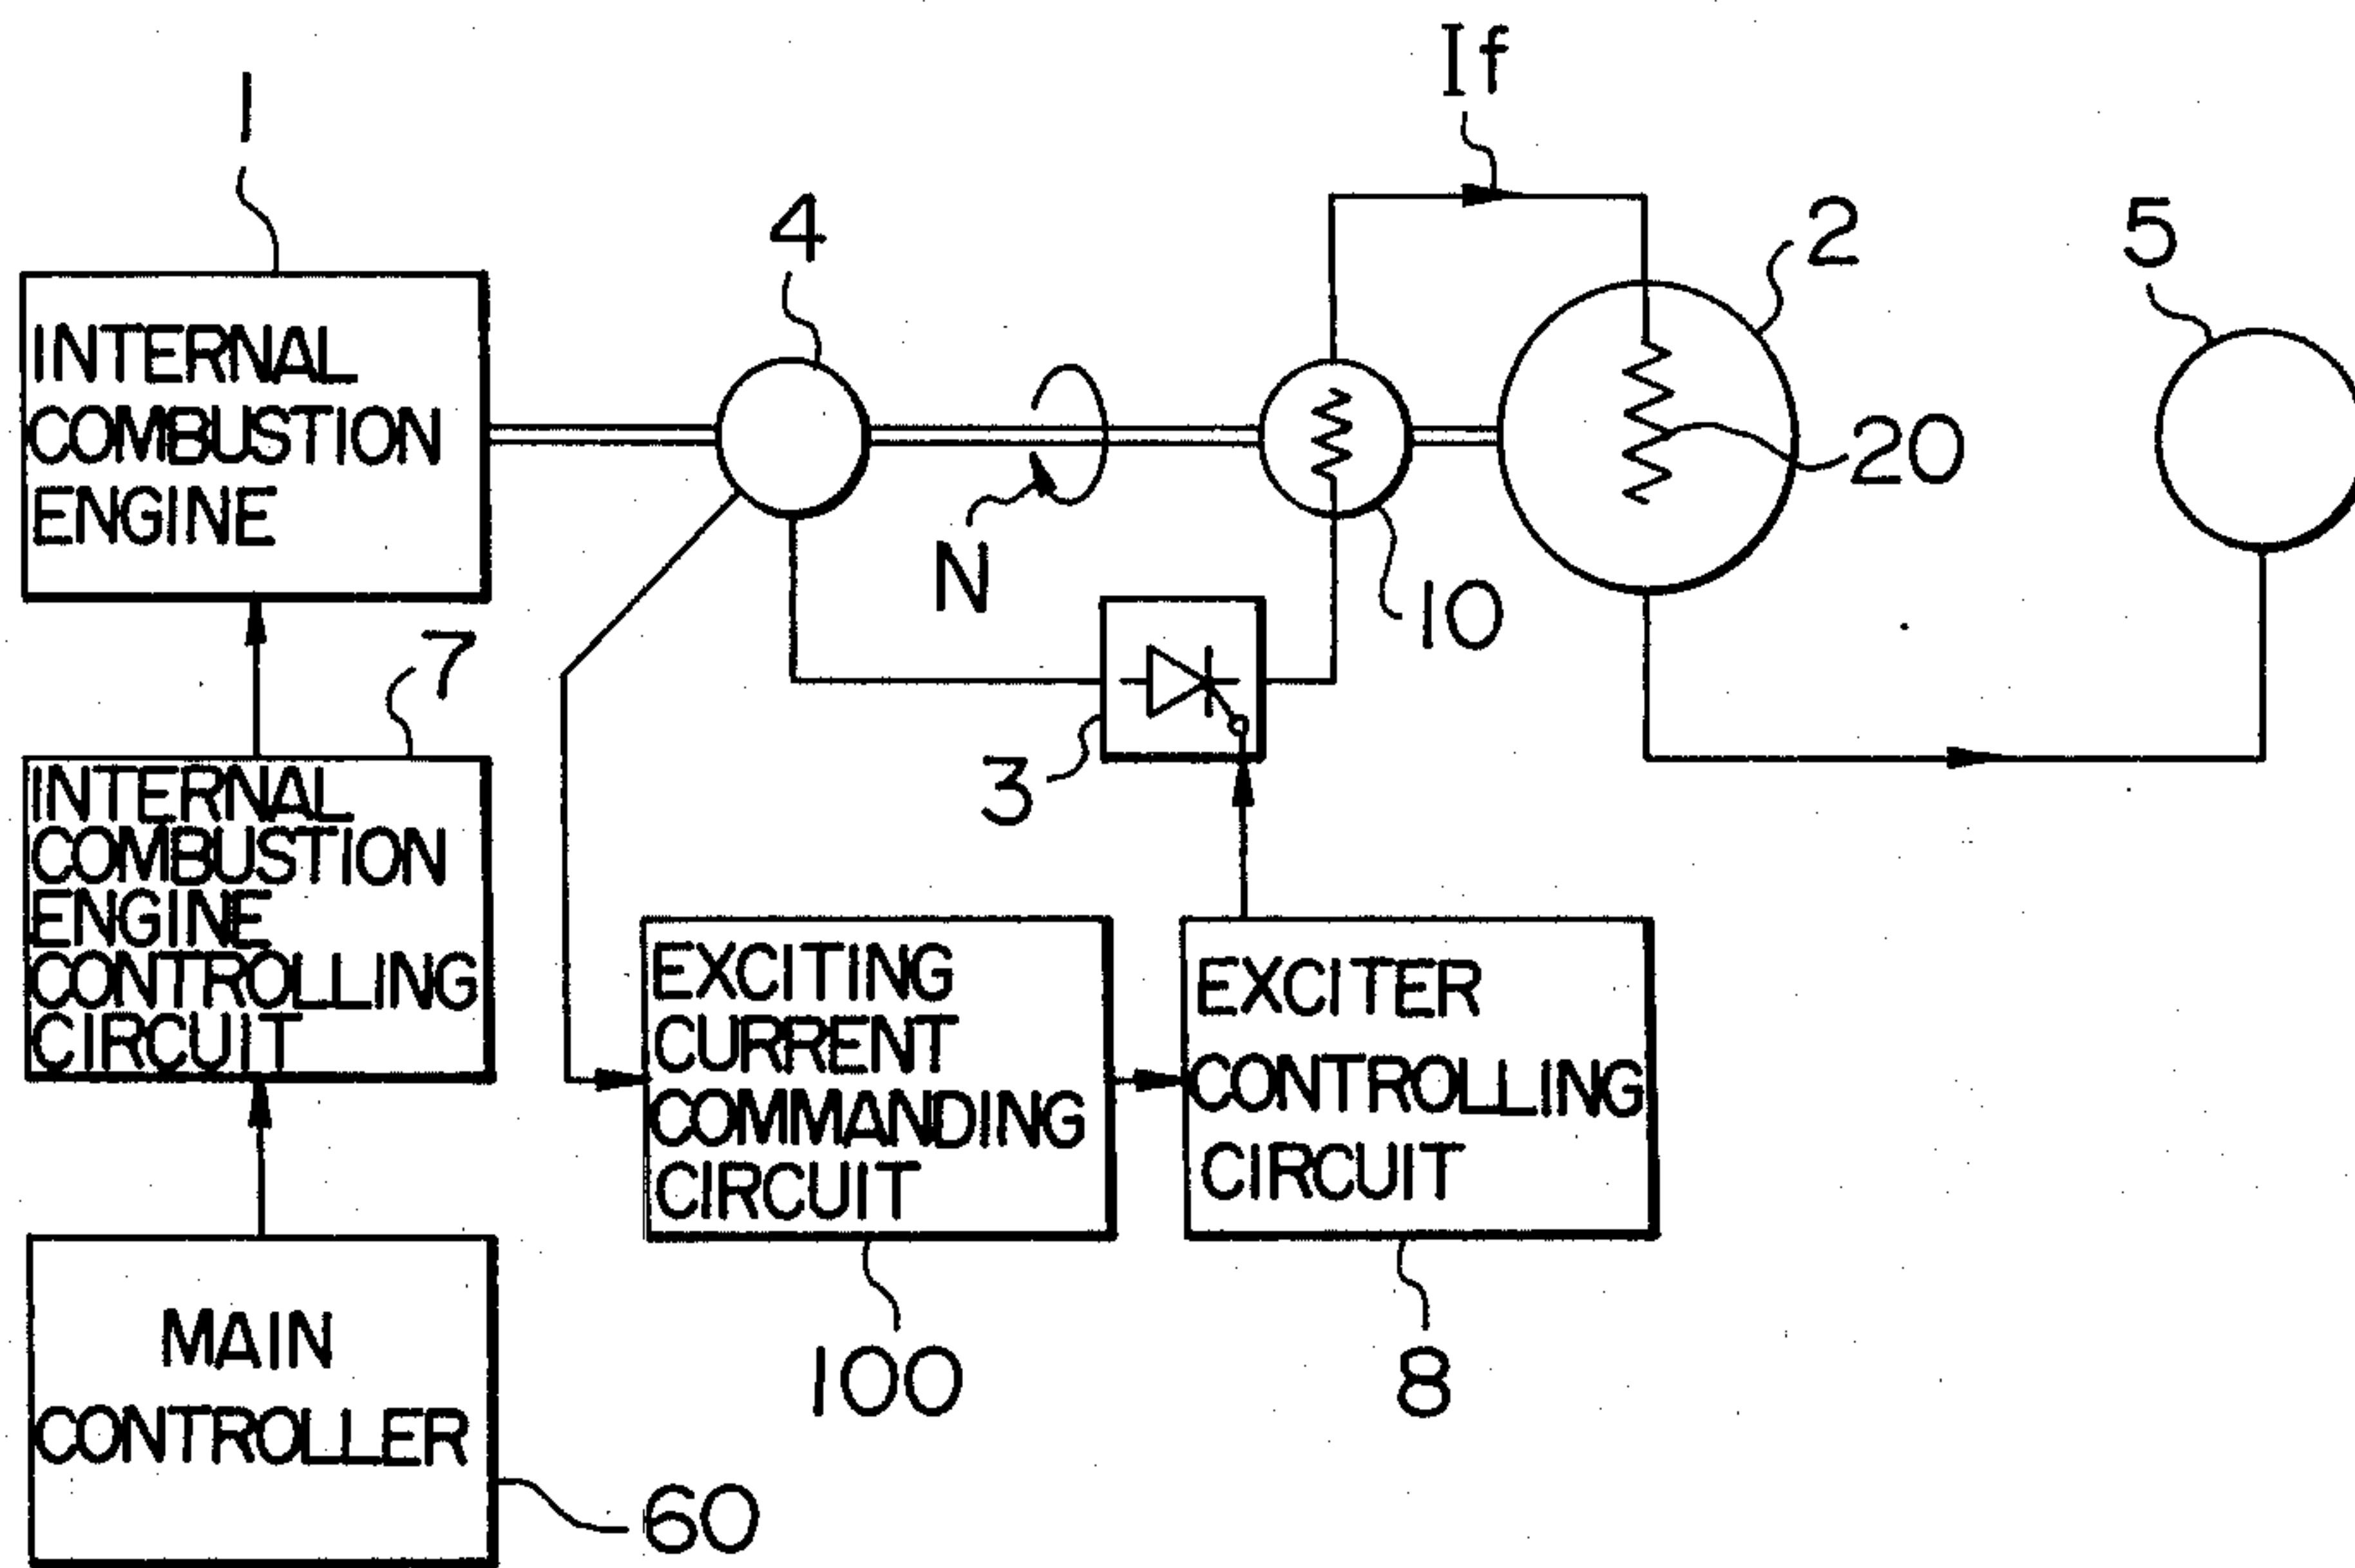 If
1
4
2
5
INTERNAL
COMBUSTION
ENGINE
20
N
10
7
3
INTERNAL
COMBUSTION
ENGINE
CONTROLLING
CIRCUIT
EXCITING
CURRENT
COMMANDING
CIRCUIT
EXCITER
CONTROLLING
CIRCUIT
MAIN
CONTROLLER
100
8
60